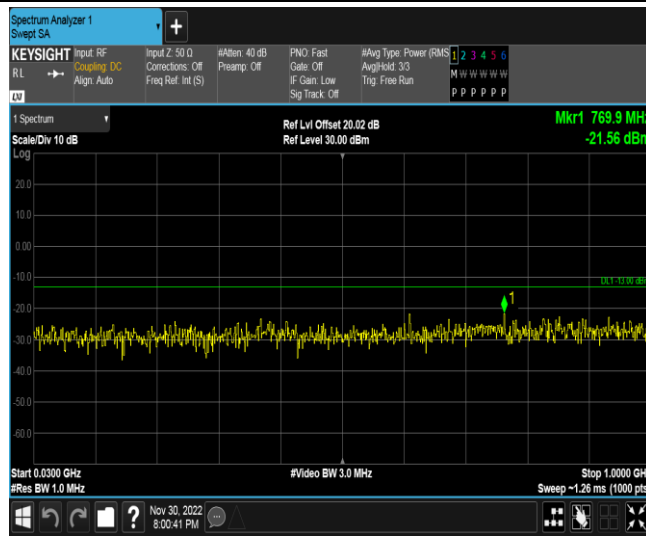 Spectrum Analyzer 1
Swept SA
+
KEYSIGHT Input: RF Input Z: 50 Ω #Atten: 40 dB PNO: Fast #Avg Type: Power (RMS 1 2 3 4 5 6
RL Coupling: DC Corrections: Off Preamp: Off Gate: Off Avg|Hold: 3/3 M W W W W W
Align: Auto Freq Ref: Int (S) IF Gain: Low Trig: Free Run
LXI Sig Track: Off P P P P P P
1 Spectrum Ref Lvl Offset 20.02 dB Mkr1 769.9 MHz
Scale/Div 10 dB Ref Level 30.00 dBm -21.56 dBm
Log
20.0
10.0
0.00
-10.0
DL1 -13.00 dBm
1
-20.0
-30.0
-40.0
-50.0
-60.0
Start 0.0300 GHz #Video BW 3.0 MHz Stop 1.0000 GH
#Res BW 1.0 MHz Sweep ~1.26 ms (1000 pts
? Nov 30, 2022
8:00:41 PM